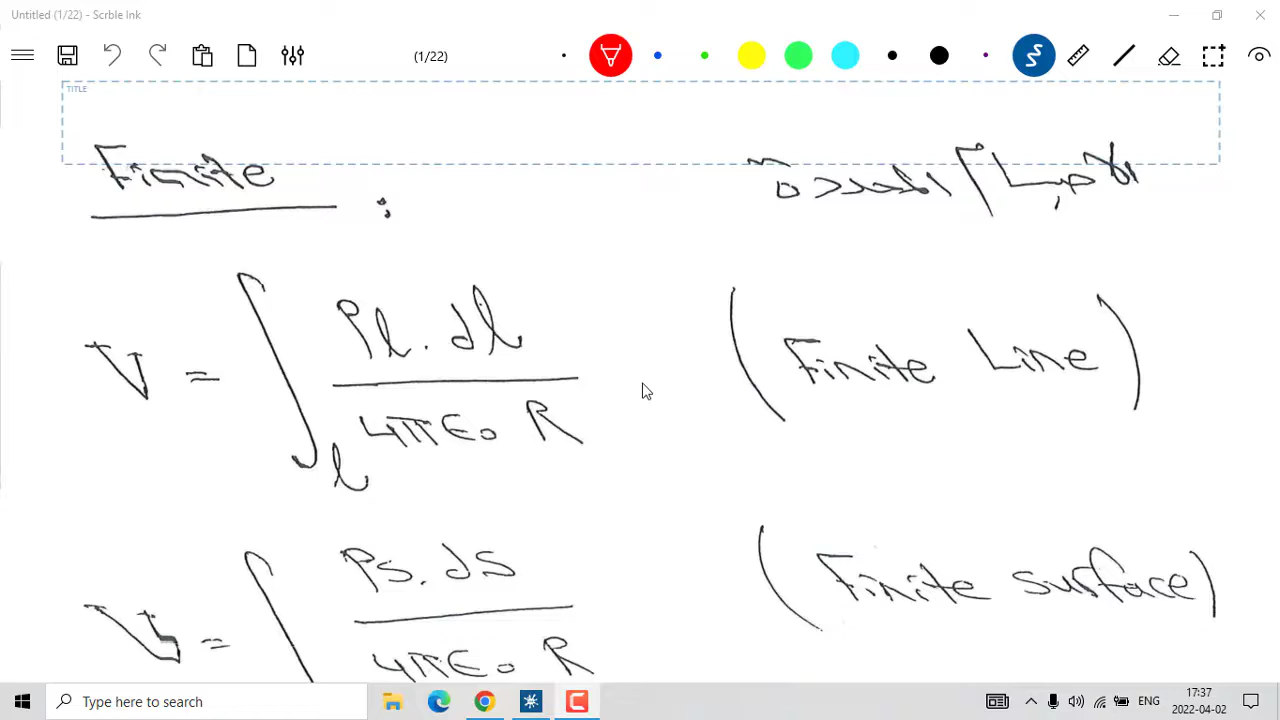 Untitled (1/22) - Scrble Ink
(1/22)
TITLE
Finite :
V = ∫l ρl . dl / 4πε0 R (Finite Line)
V = ∫ ρs . ds / 4πε0 R (Finite surface)
Type here to search
ENG
17:37
2022-04-02